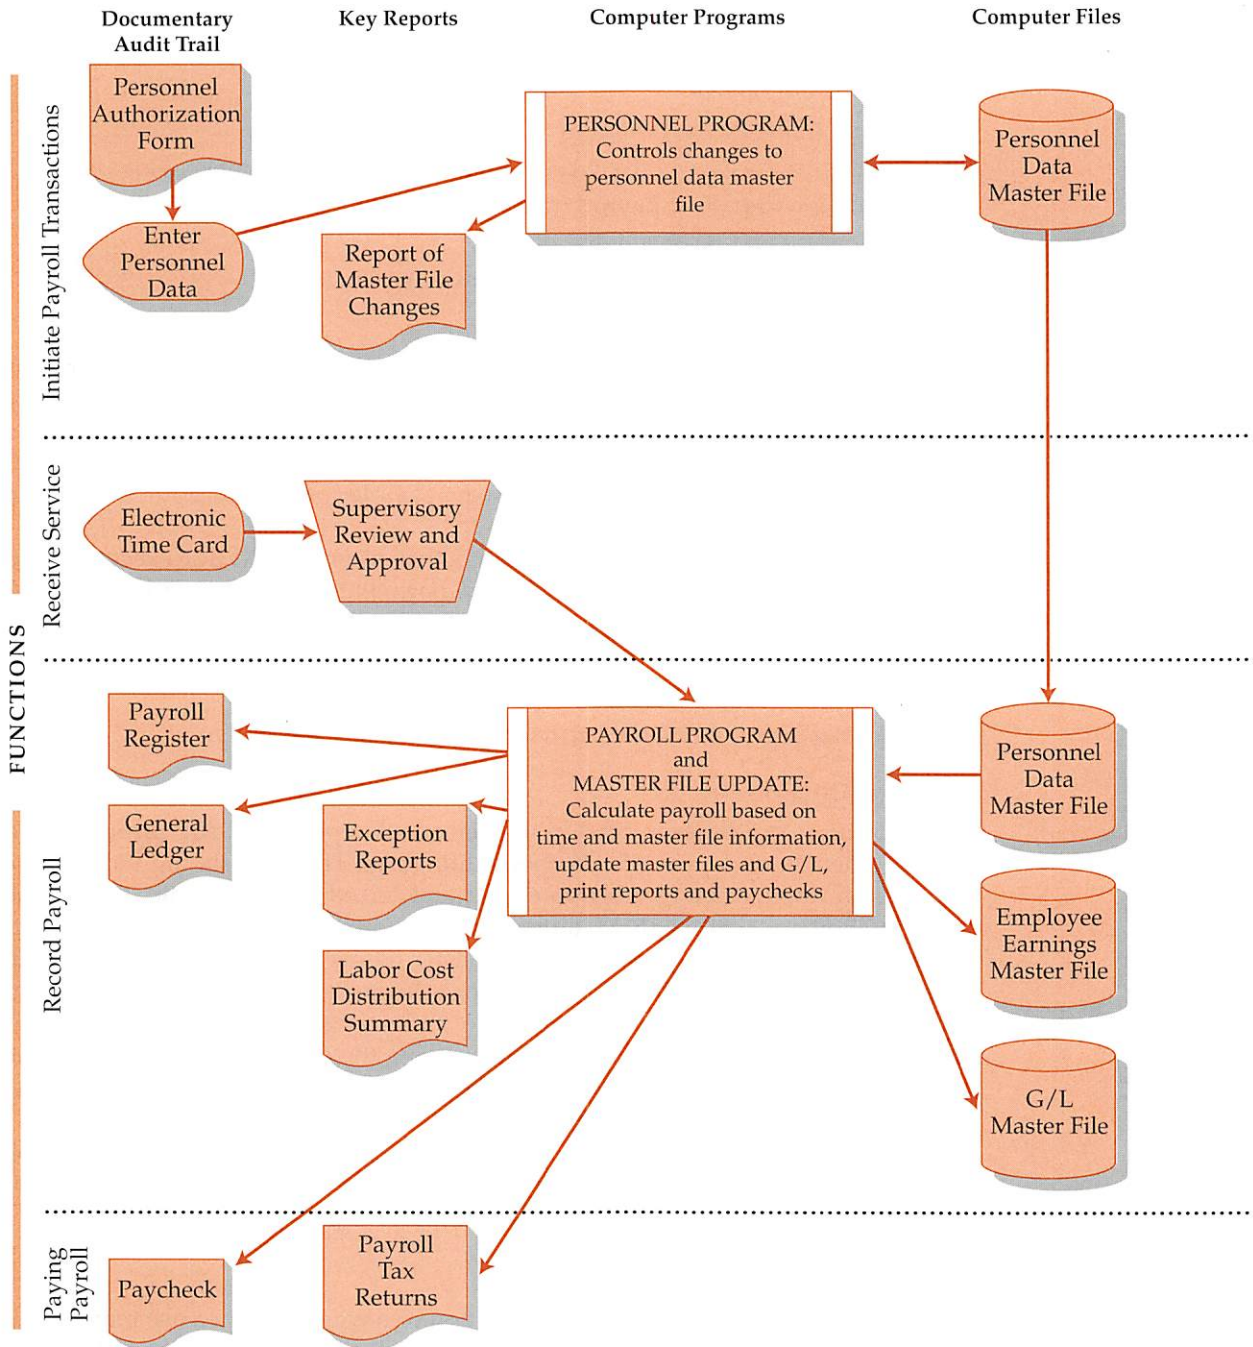 Documentary
Audit Trail
Key Reports
Computer Programs
Computer Files
FUNCTIONS
Initiate Payroll Transactions
Personnel
Authorization
Form
Enter
Personnel
Data
Report of
Master File
Changes
PERSONNEL PROGRAM:
Controls changes to
personnel data master
file
Personnel
Data
Master File
Receive Service
Electronic
Time Card
Supervisory
Review and
Approval
Record Payroll
Payroll
Register
General
Ledger
Exception
Reports
Labor Cost
Distribution
Summary
PAYROLL PROGRAM
and
MASTER FILE UPDATE:
Calculate payroll based on
time and master file information,
update master files and G/L,
print reports and paychecks
Personnel
Data
Master File
Employee
Earnings
Master File
G/L
Master File
Paying
Payroll
Paycheck
Payroll
Tax
Returns